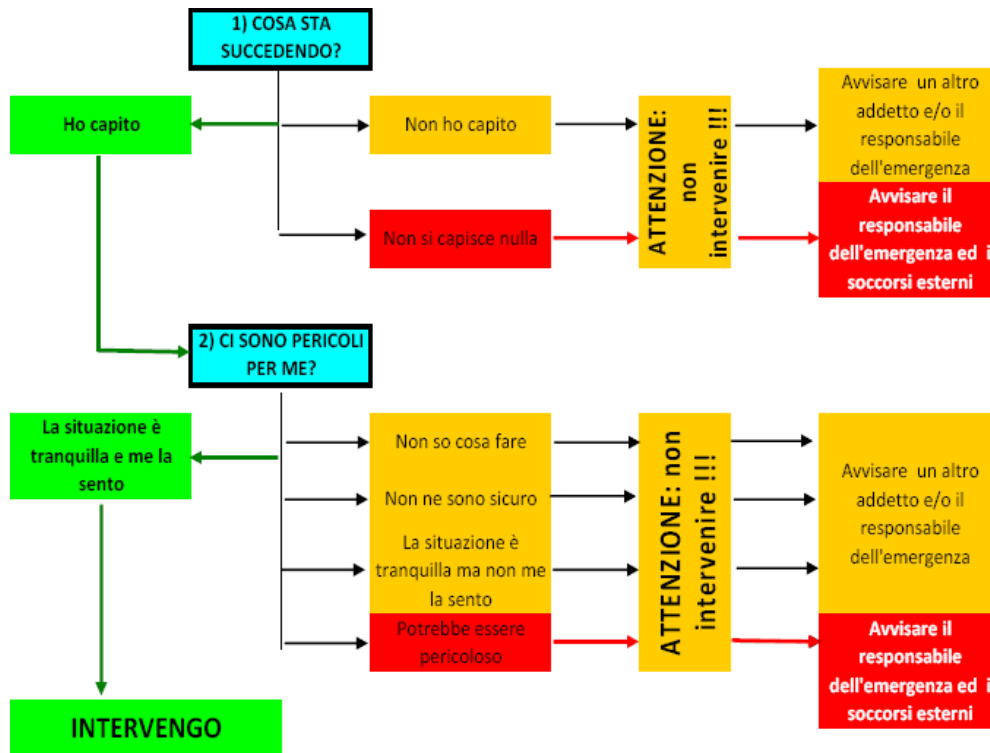 1) COSA STA
SUCCEDENDO?
Ho capito
Non ho capito
ATTENZIONE:
non
intervenire !!!
Avvisare un altro
addetto e/o il
responsabile
dell'emergenza
Non si capisce nulla
Avvisare il
responsabile
dell'emergenza ed i
soccorsi esterni
2) CI SONO PERICOLI
PER ME?
La situazione è
tranquilla e me la
sento
Non so cosa fare
Non ne sono sicuro
La situazione è
tranquilla ma non me
la sento
Potrebbe essere
pericoloso
ATTENZIONE: non
intervenire !!!
Avvisare un altro
addetto e/o il
responsabile
dell'emergenza
Avvisare il
responsabile
dell'emergenza ed i
soccorsi esterni
INTERVENGO